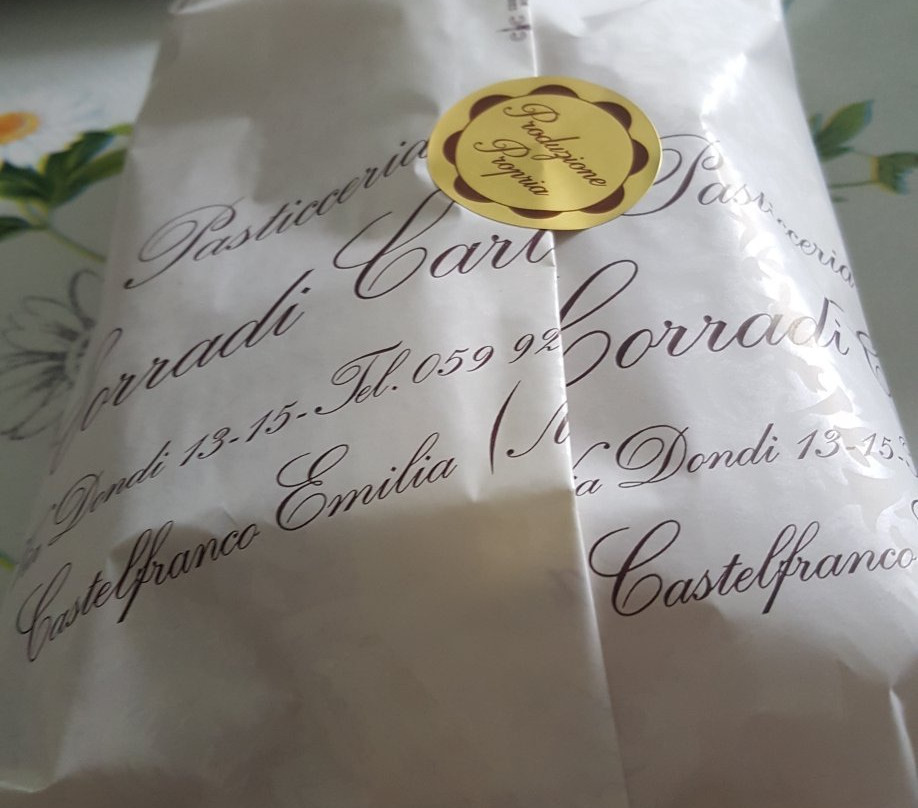 Produzione
Propria
Pasticceria
Corradi Carl
Dondi 13-15-Tel. 059 92
Castelfranco Emilia (
Pasticceria
Corradi
Via Dondi 13-15
Castelfranco